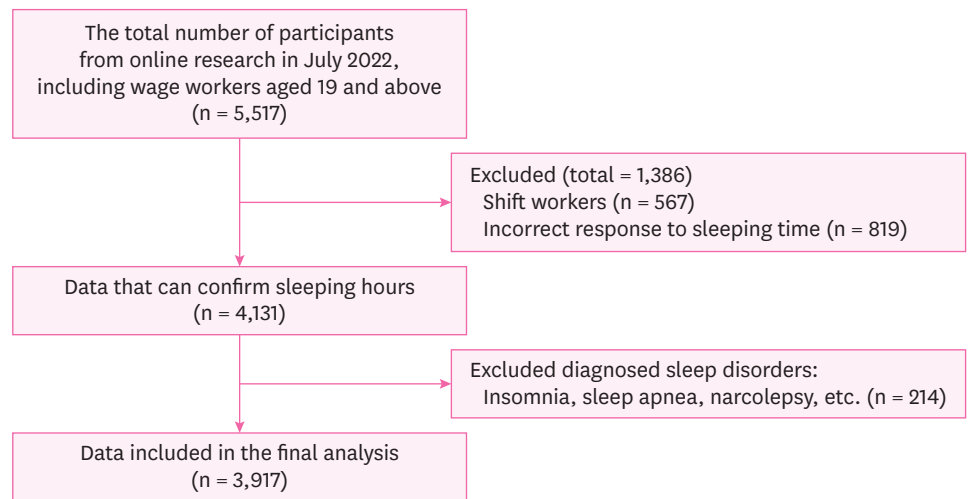 The total number of participants
from online research in July 2022,
including wage workers aged 19 and above
(n = 5,517)
Excluded (total = 1,386)
Shift workers (n = 567)
Incorrect response to sleeping time (n = 819)
Data that can confirm sleeping hours
(n = 4,131)
Excluded diagnosed sleep disorders:
Insomnia, sleep apnea, narcolepsy, etc. (n = 214)
Data included in the final analysis
(n = 3,917)